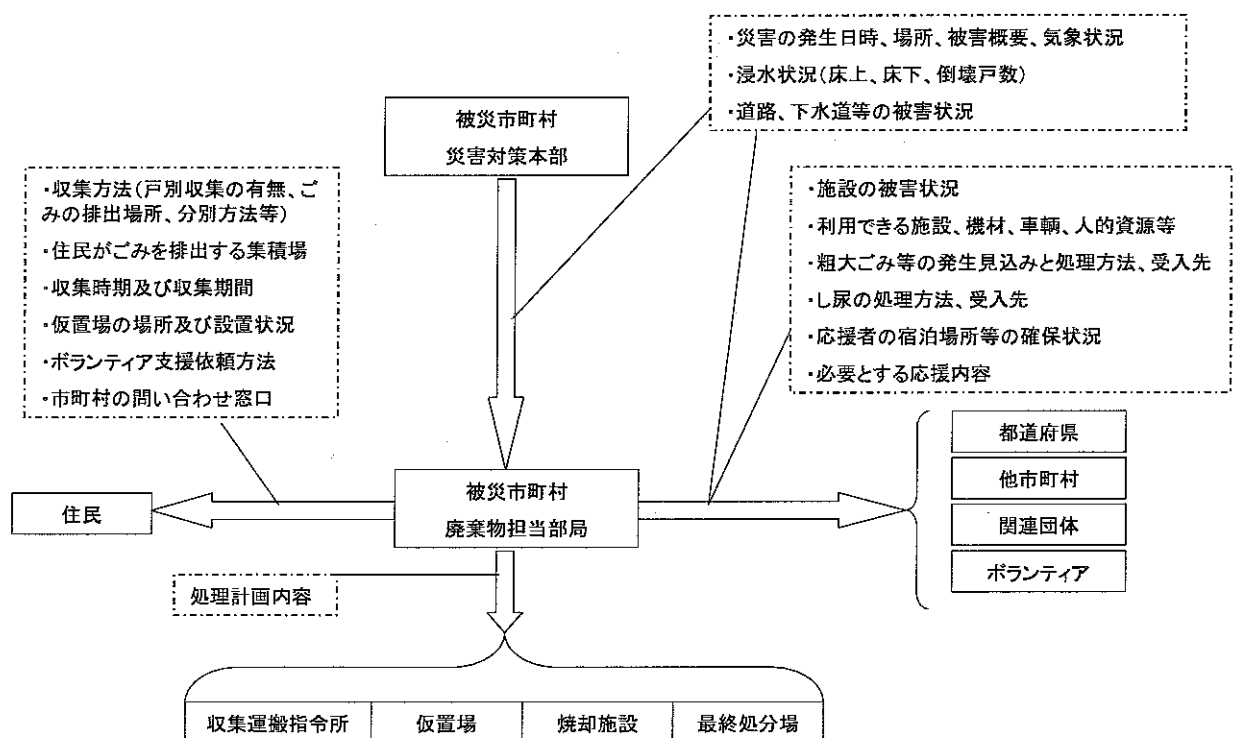 ・災害の発生日時、場所、被害概要、気象状況
・浸水状況(床上、床下、倒壊戸数)
・道路、下水道等の被害状況
被災市町村
災害対策本部
・収集方法(戸別収集の有無、ご
みの排出場所、分別方法等)
・住民がごみを排出する集積場
・収集時期及び収集期間
・仮置場の場所及び設置状況
・ボランティア支援依頼方法
・市町村の問い合わせ窓口
・施設の被害状況
・利用できる施設、機材、車輌、人的資源等
・粗大ごみ等の発生見込みと処理方法、受入先
・し尿の処理方法、受入先
・応援者の宿泊場所等の確保状況
・必要とする応援内容
住民
被災市町村
廃棄物担当部局
都道府県
他市町村
関連団体
ボランティア
処理計画内容
収集運搬指令所
仮置場
焼却施設
最終処分場